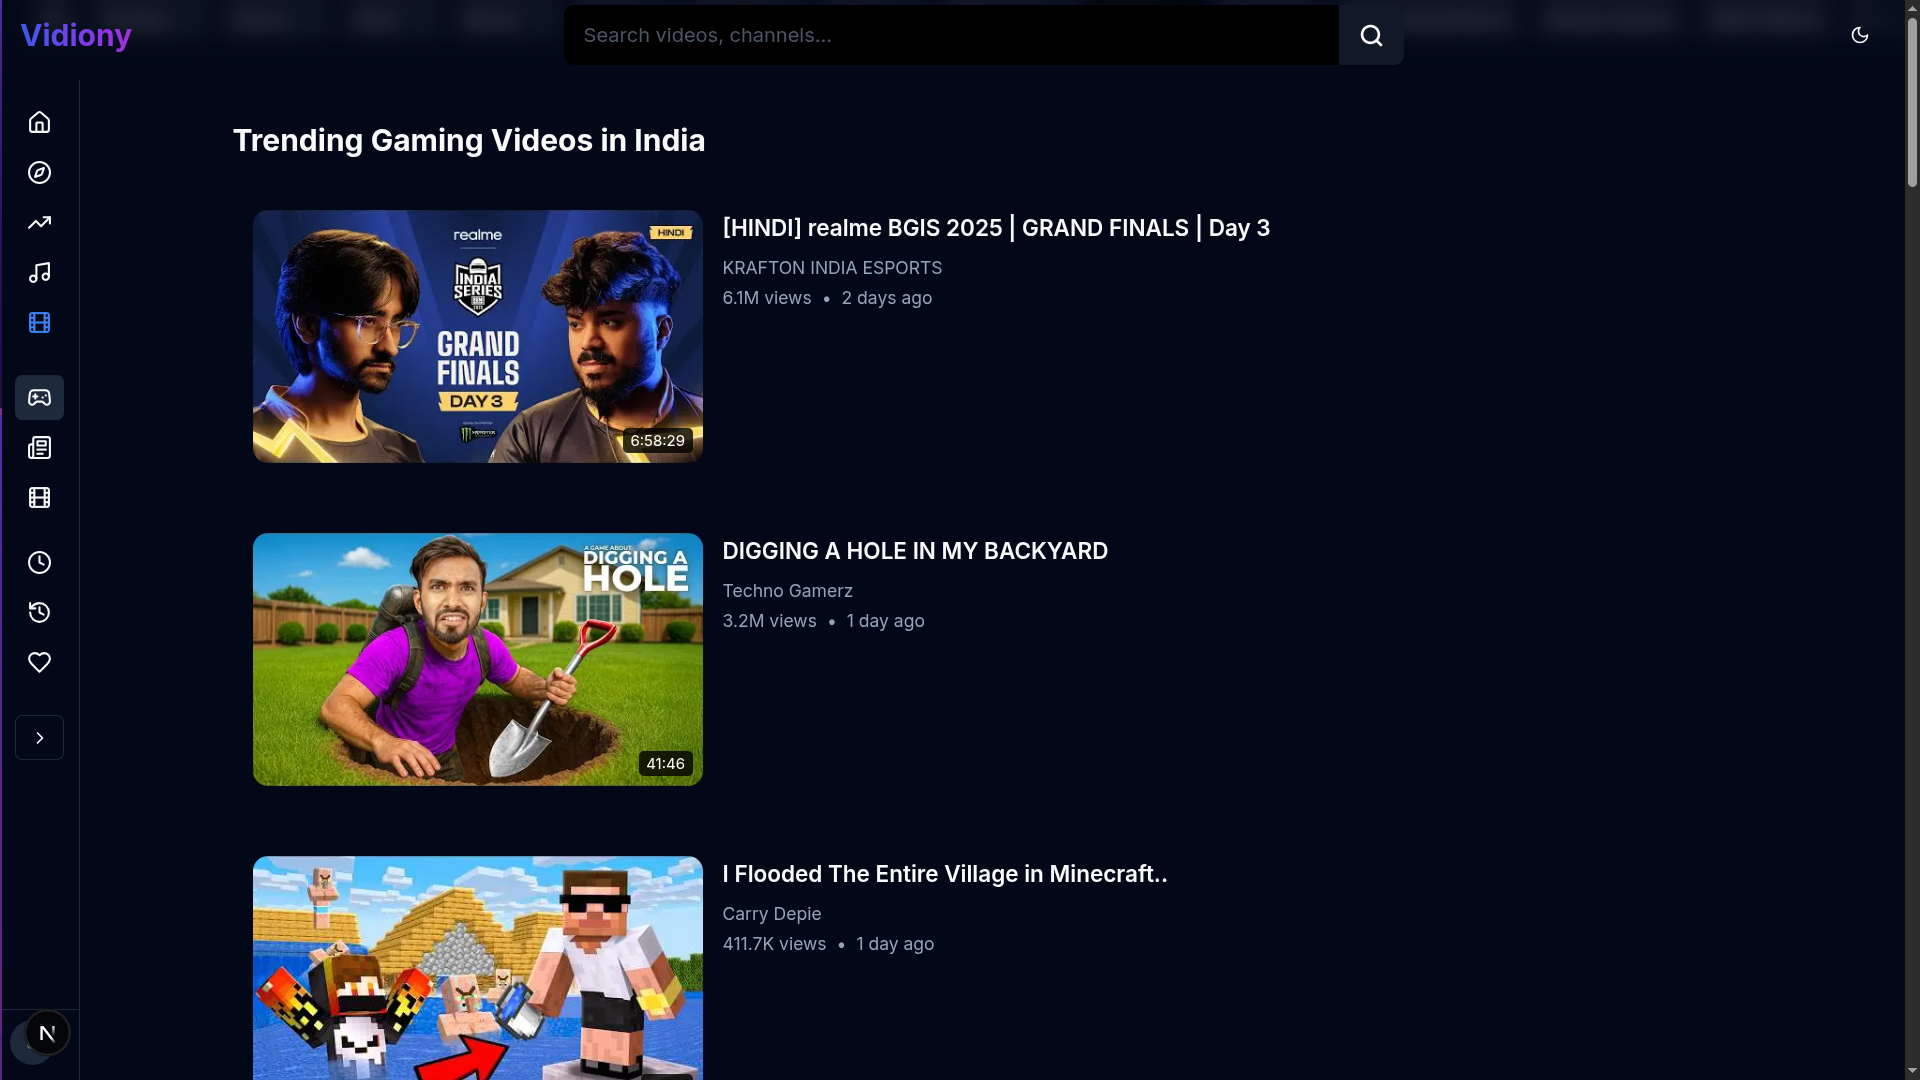 Vidiony
Search videos, channels...
Trending Gaming Videos in India
realme
HINDI
INDIA
SERIES
GRAND
FINALS
DAY 3
6:58:29
[HINDI] realme BGIS 2025 | GRAND FINALS | Day 3
KRAFTON INDIA ESPORTS
6.1M views • 2 days ago
A GAME ABOUT
DIGGING A
HOLE
41:46
DIGGING A HOLE IN MY BACKYARD
Techno Gamerz
3.2M views • 1 day ago
I Flooded The Entire Village in Minecraft..
Carry Depie
411.7K views • 1 day ago
N